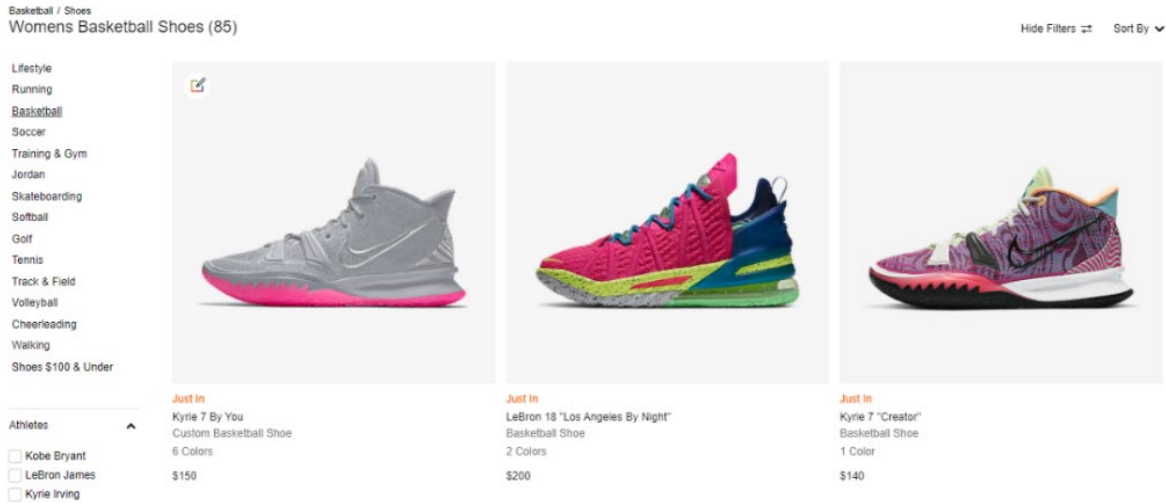 Basketball / Shoes
Womens Basketball Shoes (85)
Hide Filters
Sort By
Lifestyle
Running
Basketball
Soccer
Training & Gym
Jordan
Skateboarding
Softball
Golf
Tennis
Track & Field
Volleyball
Cheerleading
Walking
Shoes $100 & Under
Athletes
Kobe Bryant
LeBron James
Kyrie Irving
Just In
Kyrie 7 By You
Custom Basketball Shoe
6 Colors
$150
Just In
LeBron 18 "Los Angeles By Night"
Basketball Shoe
2 Colors
$200
Just In
Kyrie 7 "Creator"
Basketball Shoe
1 Color
$140